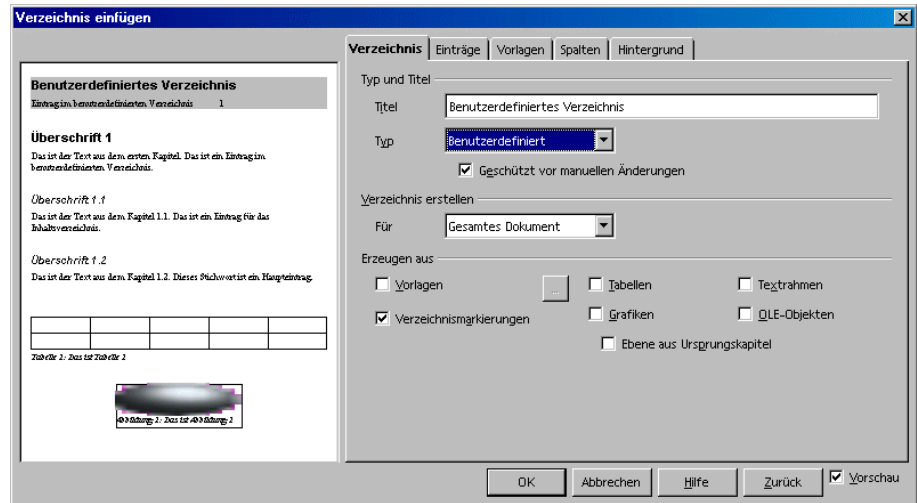 Verzeichnis einfügen
Verzeichnis Einträge Vorlagen Spalten Hintergrund
Benutzerdefiniertes Verzeichnis
Eintrag im benutzerdefinierten Verzeichnis 1
Überschrift 1
Das ist der Text aus dem ersten Kapitel. Das ist ein Eintrag im
benutzerdefinierten Verzeichnis.
Überschrift 1.1
Das ist der Text aus dem Kapitel 1.1. Das ist ein Eintrag für das
Inhaltsverzeichnis.
Überschrift 1.2
Das ist der Text aus dem Kapitel 1.2. Dieses Stichwort ist ein Haupteintrag.
Tabelle 2: Das ist Tabelle 2
Abbildung 2: Das ist Abbildung 2
Typ und Titel
Titel Benutzerdefiniertes Verzeichnis
Typ Benutzerdefiniert
Geschützt vor manuellen Änderungen
Verzeichnis erstellen
Für Gesamtes Dokument
Erzeugen aus
Vorlagen ... Tabellen Textrahmen
Verzeichnismarkierungen Grafiken OLE-Objekten
Ebene aus Ursprungskapitel
OK Abbrechen Hilfe Zurück Vorschau